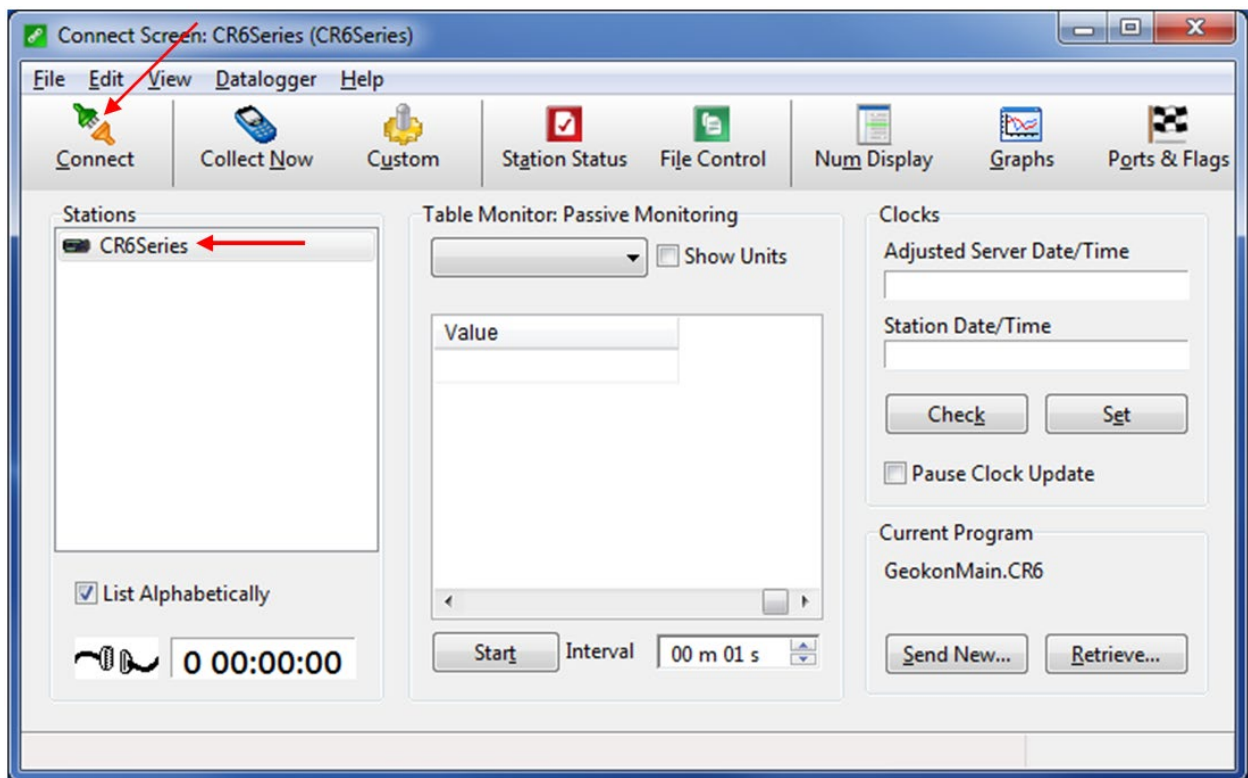 Connect Screen: CR6Series (CR6Series)
File Edit View Datalogger Help
Connect Collect Now Custom Station Status File Control Num Display Graphs Ports & Flags
Stations
CR6Series
List Alphabetically
0 00:00:00
Table Monitor: Passive Monitoring
Show Units
Value
Start Interval 00 m 01 s
Clocks
Adjusted Server Date/Time
Station Date/Time
Check Set
Pause Clock Update
Current Program
GeokonMain.CR6
Send New... Retrieve...